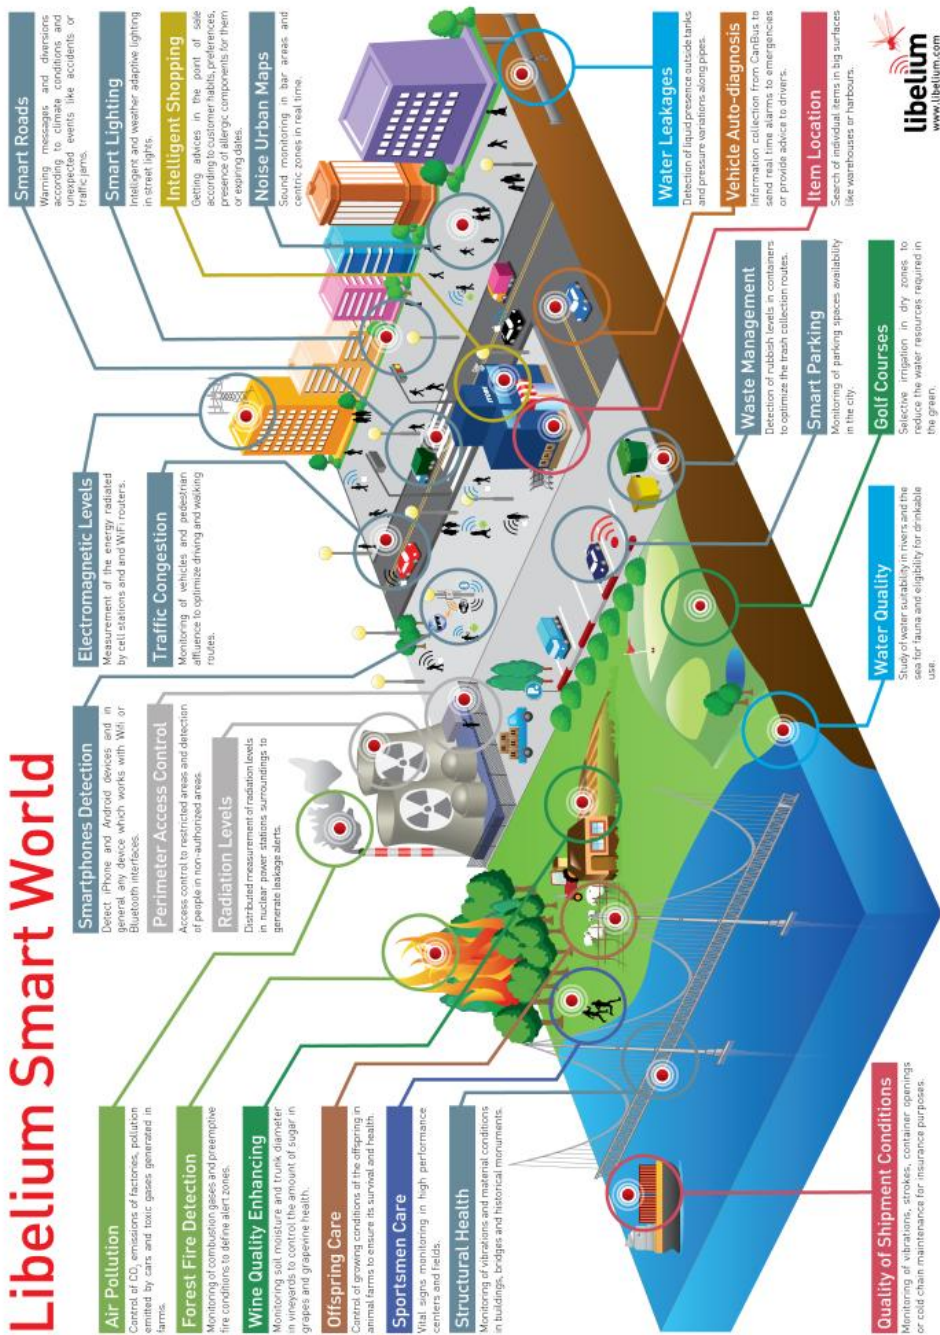 Libelium Smart World
Air Pollution
Control of CO₂ emissions of factories, pollution
emitted by cars and toxic gases generated in
farms.
Forest Fire Detection
Monitoring of combustion gases and preemptive
fire conditions to define alert zones.
Wine Quality Enhancing
Monitoring soil moisture and trunk diameter
in vineyards to control the amount of sugar in
grapes and grapevine health.
Offspring Care
Control of growing conditions of the offspring in
animal farms to ensure its survival and health.
Sportsmen Care
Vital signs monitoring in high performance
centers and fields.
Structural Health
Monitoring of vibrations and material conditions
in buildings, bridges and historical monuments.
Quality of Shipment Conditions
Monitoring of vibrations, strokes, container openings
or cold chain maintenance for insurance purposes.
Smartphones Detection
Detect iPhone and Android devices and in
general any device which works with Wifi or
Bluetooth interfaces.
Perimeter Access Control
Access control to restricted areas and detection
of people in non-authorized areas.
Radiation Levels
Distributed measurement of radiation levels
in nuclear power stations surroundings to
generate leakage alerts.
Electromagnetic Levels
Measurement of the energy radiated
by cell stations and and WiFi routers.
Traffic Congestion
Monitoring of vehicles and pedestrian
affluence to optimize driving and walking
routes.
Smart Roads
Warning messages and diversions
according to climate conditions and
unexpected events like accidents or
traffic jams.
Smart Lighting
Intelligent and weather adaptive lighting
in street lights.
Intelligent Shopping
Getting advices in the point of sale
according to customer habits, preferences,
presence of allergic components for them
or expiring dates.
Noise Urban Maps
Sound monitoring in bar areas and
centric zones in real time.
Water Leakages
Detection of liquid presence outside tanks
and pressure variations along pipes.
Vehicle Auto-diagnosis
Information collection from CanBus to
send real time alarms to emergencies
or provide advice to drivers.
Item Location
Search of individual items in big surfaces
like warehouses or harbours.
Waste Management
Detection of rubbish levels in containers
to optimize the trash collection routes.
Smart Parking
Monitoring of parking spaces availability
in the city.
Golf Courses
Selective irrigation in dry zones to
reduce the water resources required in
the green.
Water Quality
Study of water suitability in rivers and the
sea for fauna and eligibility for drinkable
use.
P
libelium
www.libelium.com